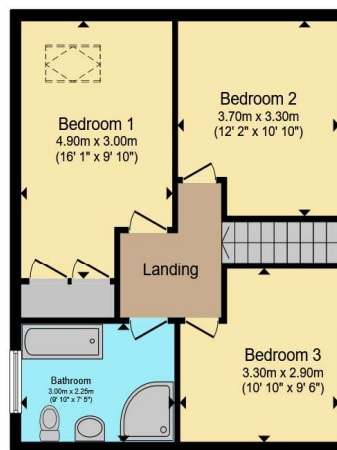 Bedroom 1
4.90m x 3.00m
(16' 1" x 9' 10")
Bedroom 2
3.70m x 3.30m
(12' 2" x 10' 10")
Landing
Bathroom
3.00m x 2.25m
(9' 10" x 7' 5")
Bedroom 3
3.30m x 2.90m
(10' 10" x 9' 6")